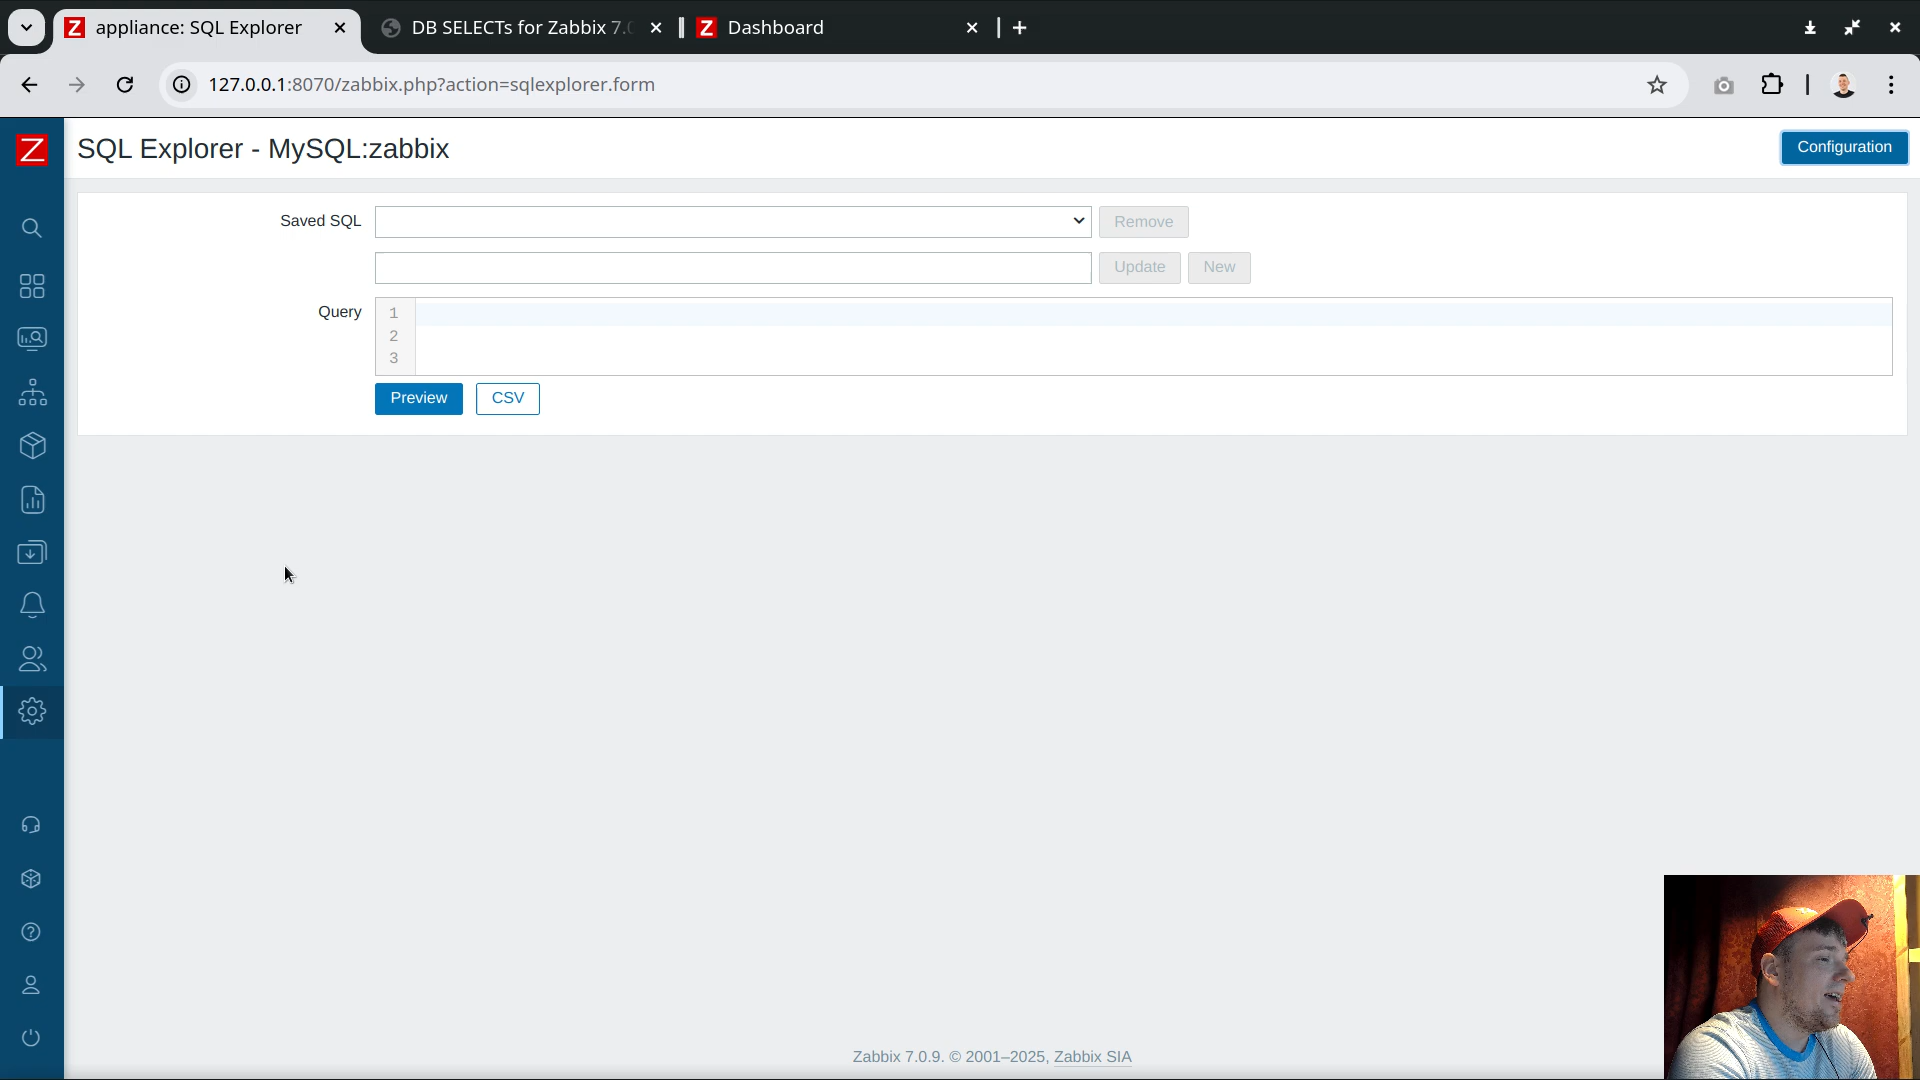 appliance: SQL Explorer
DB SELECTs for Zabbix 7.0
Dashboard
127.0.0.1:8070/zabbix.php?action=sqlexplorer.form
Z
SQL Explorer - MySQL:zabbix
Configuration
Saved SQL
Remove
Update
New
Query
1
2
3
Preview
CSV
Zabbix 7.0.9. © 2001–2025, Zabbix SIA